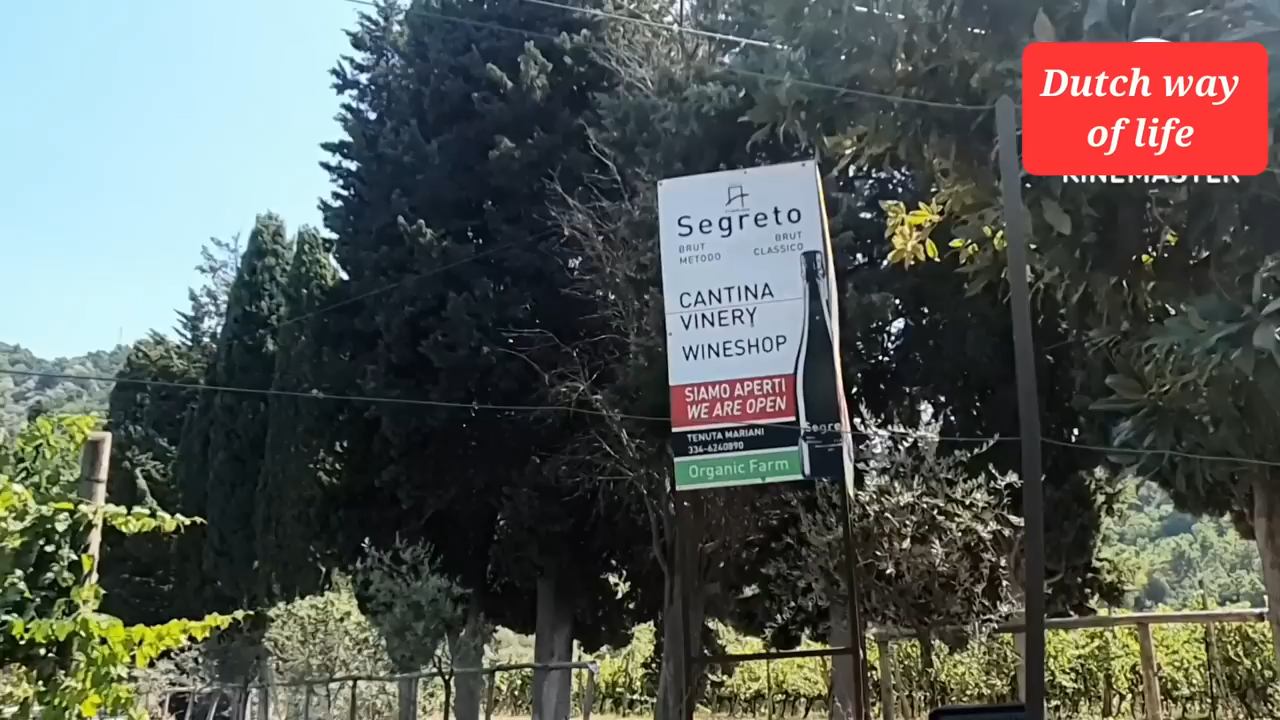 Dutch way
of life
KINEMASTER
Segreto
BRUT
METODO
BRUT
CLASSICO
CANTINA
VINERY
WINESHOP
SIAMO APERTI
WE ARE OPEN
TENUTA MARIANI
334-6240890
Organic Farm
Segre